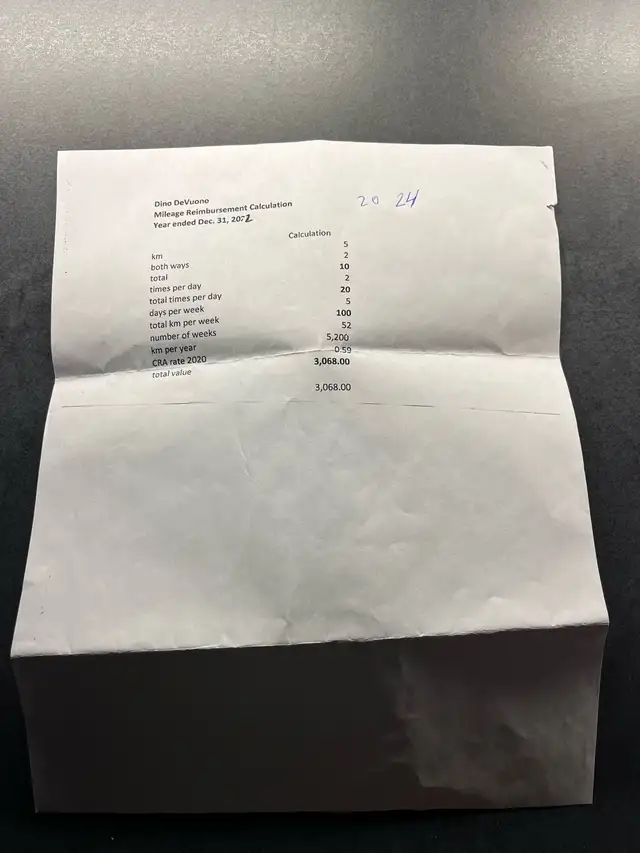 Dino DeVuono
Mileage Reimbursement Calculation
Year ended Dec. 31, 2022
20 24
Calculation
km 5
both ways 2
total 10
times per day 2
total times per day 20
days per week 5
total km per week 100
number of weeks 52
km per year 5,200
CRA rate 2020 0.59
total value 3,068.00
3,068.00